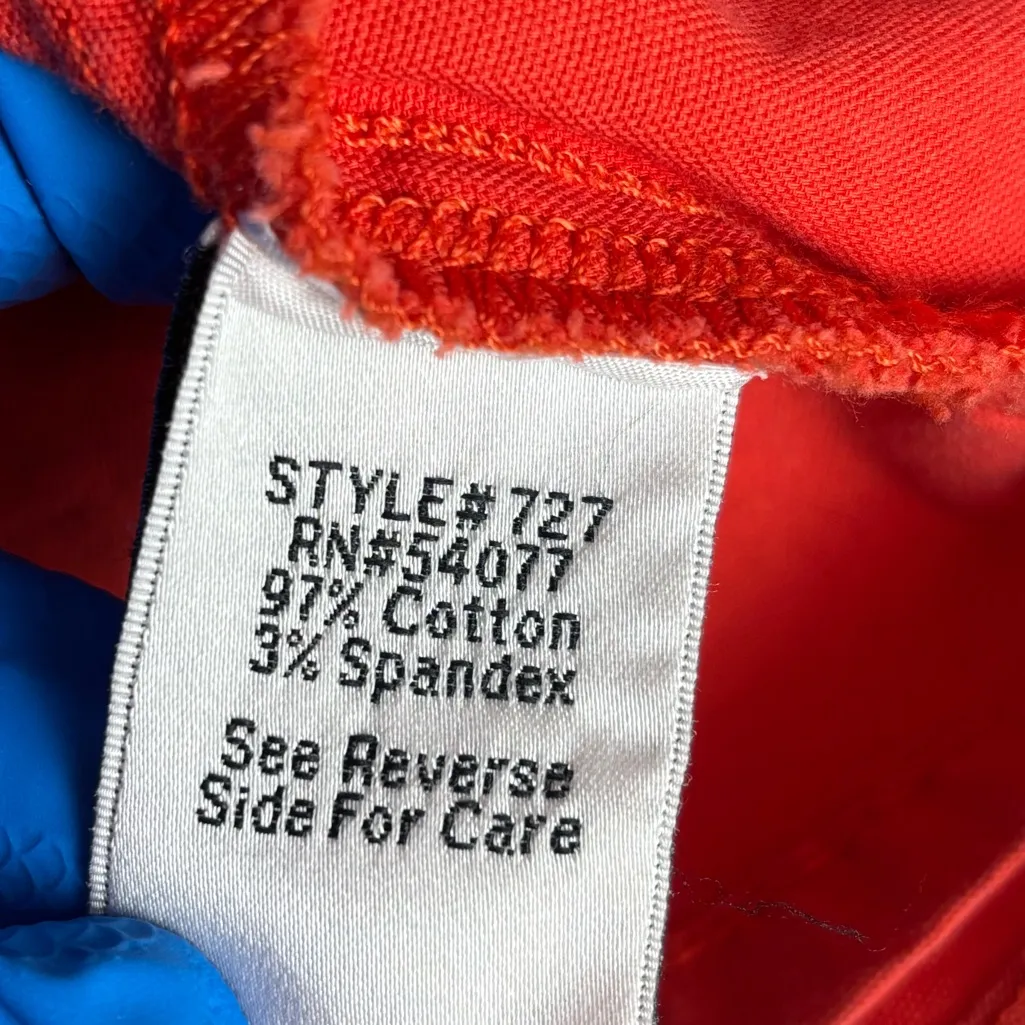 STYLE# 727
RN#54077
97% Cotton
3% Spandex
See Reverse
Side For Care